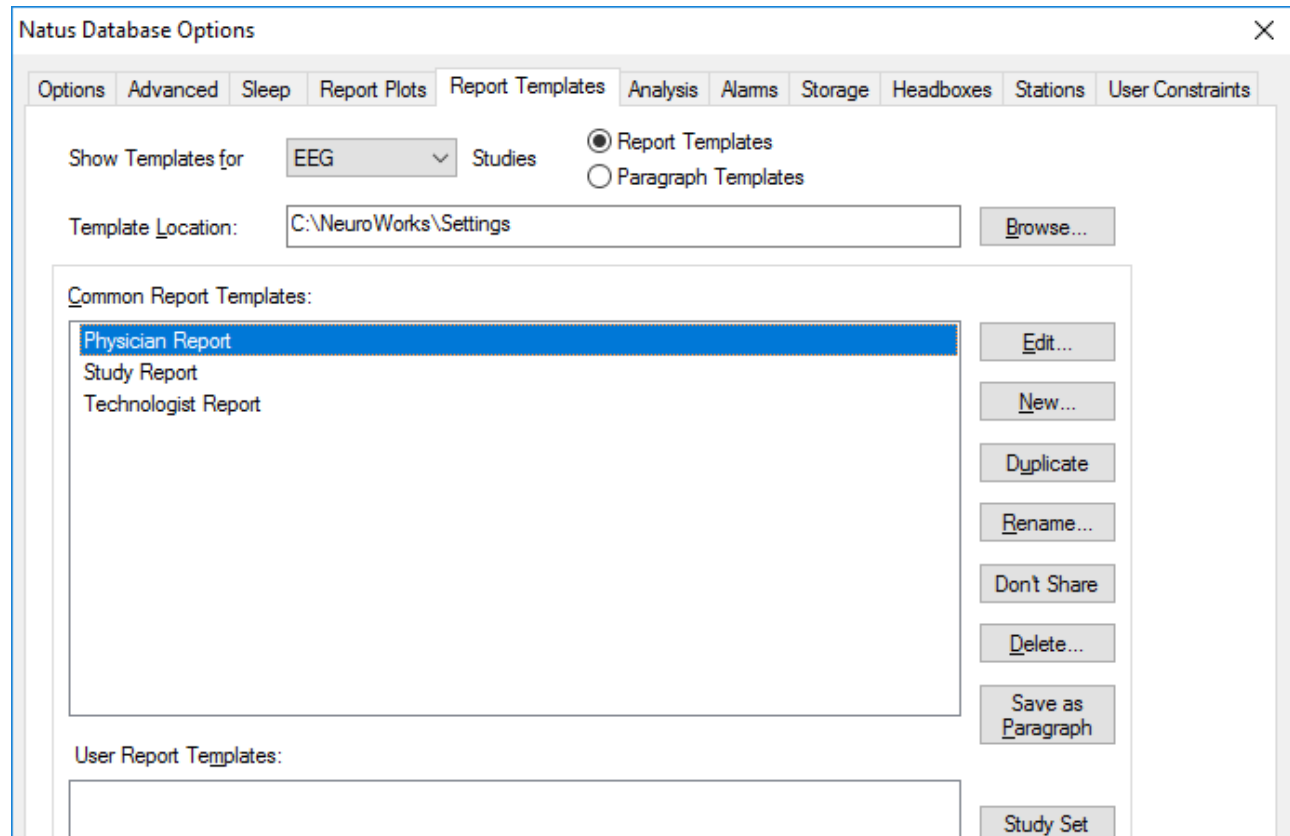 Natus Database Options
Options Advanced Sleep Report Plots Report Templates Analysis Alarms Storage Headboxes Stations User Constraints
Show Templates for EEG Studies
Report Templates
Paragraph Templates
Template Location: C:\NeuroWorks\Settings Browse...
Common Report Templates:
Physician Report
Study Report
Technologist Report
Edit...
New...
Duplicate
Rename...
Don't Share
Delete...
Save as
Paragraph
User Report Templates:
Study Set